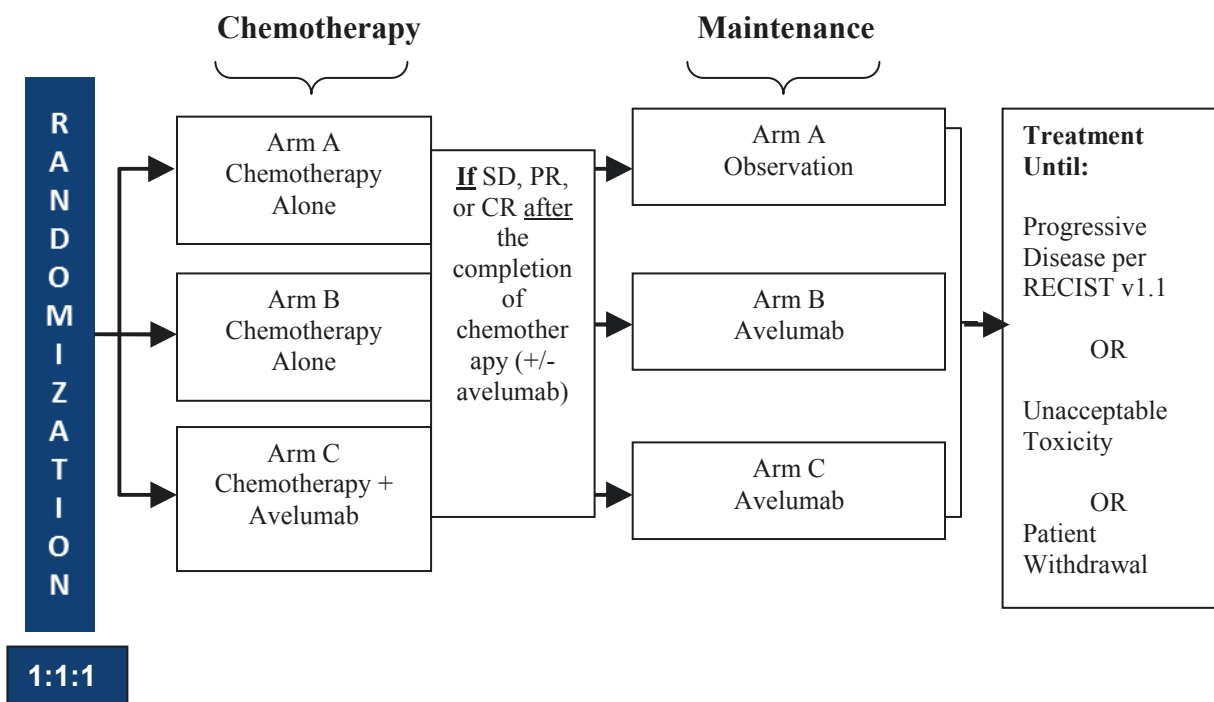 Chemotherapy
Maintenance
R
A
N
D
O
M
I
Z
A
T
I
O
N
1:1:1
Arm A
Chemotherapy
Alone
Arm B
Chemotherapy
Alone
Arm C
Chemotherapy +
Avelumab
If SD, PR,
or CR after
the
completion
of
chemother
apy (+/-
avelumab)
Arm A
Observation
Arm B
Avelumab
Arm C
Avelumab
Treatment
Until:
Progressive
Disease per
RECIST v1.1
OR
Unacceptable
Toxicity
OR
Patient
Withdrawal